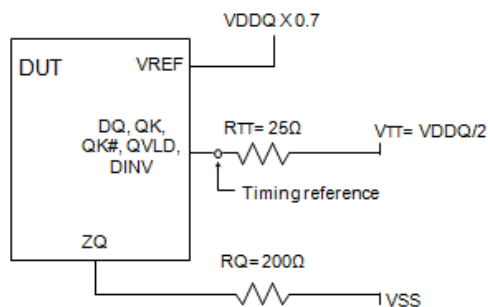 VDDQ X 0.7
DUT
VREF
DQ, QK,
QK#, QVLD,
DINV
RTT= 25Ω
VTT= VDDQ/2
Timing reference
ZQ
RQ=200Ω
VSS